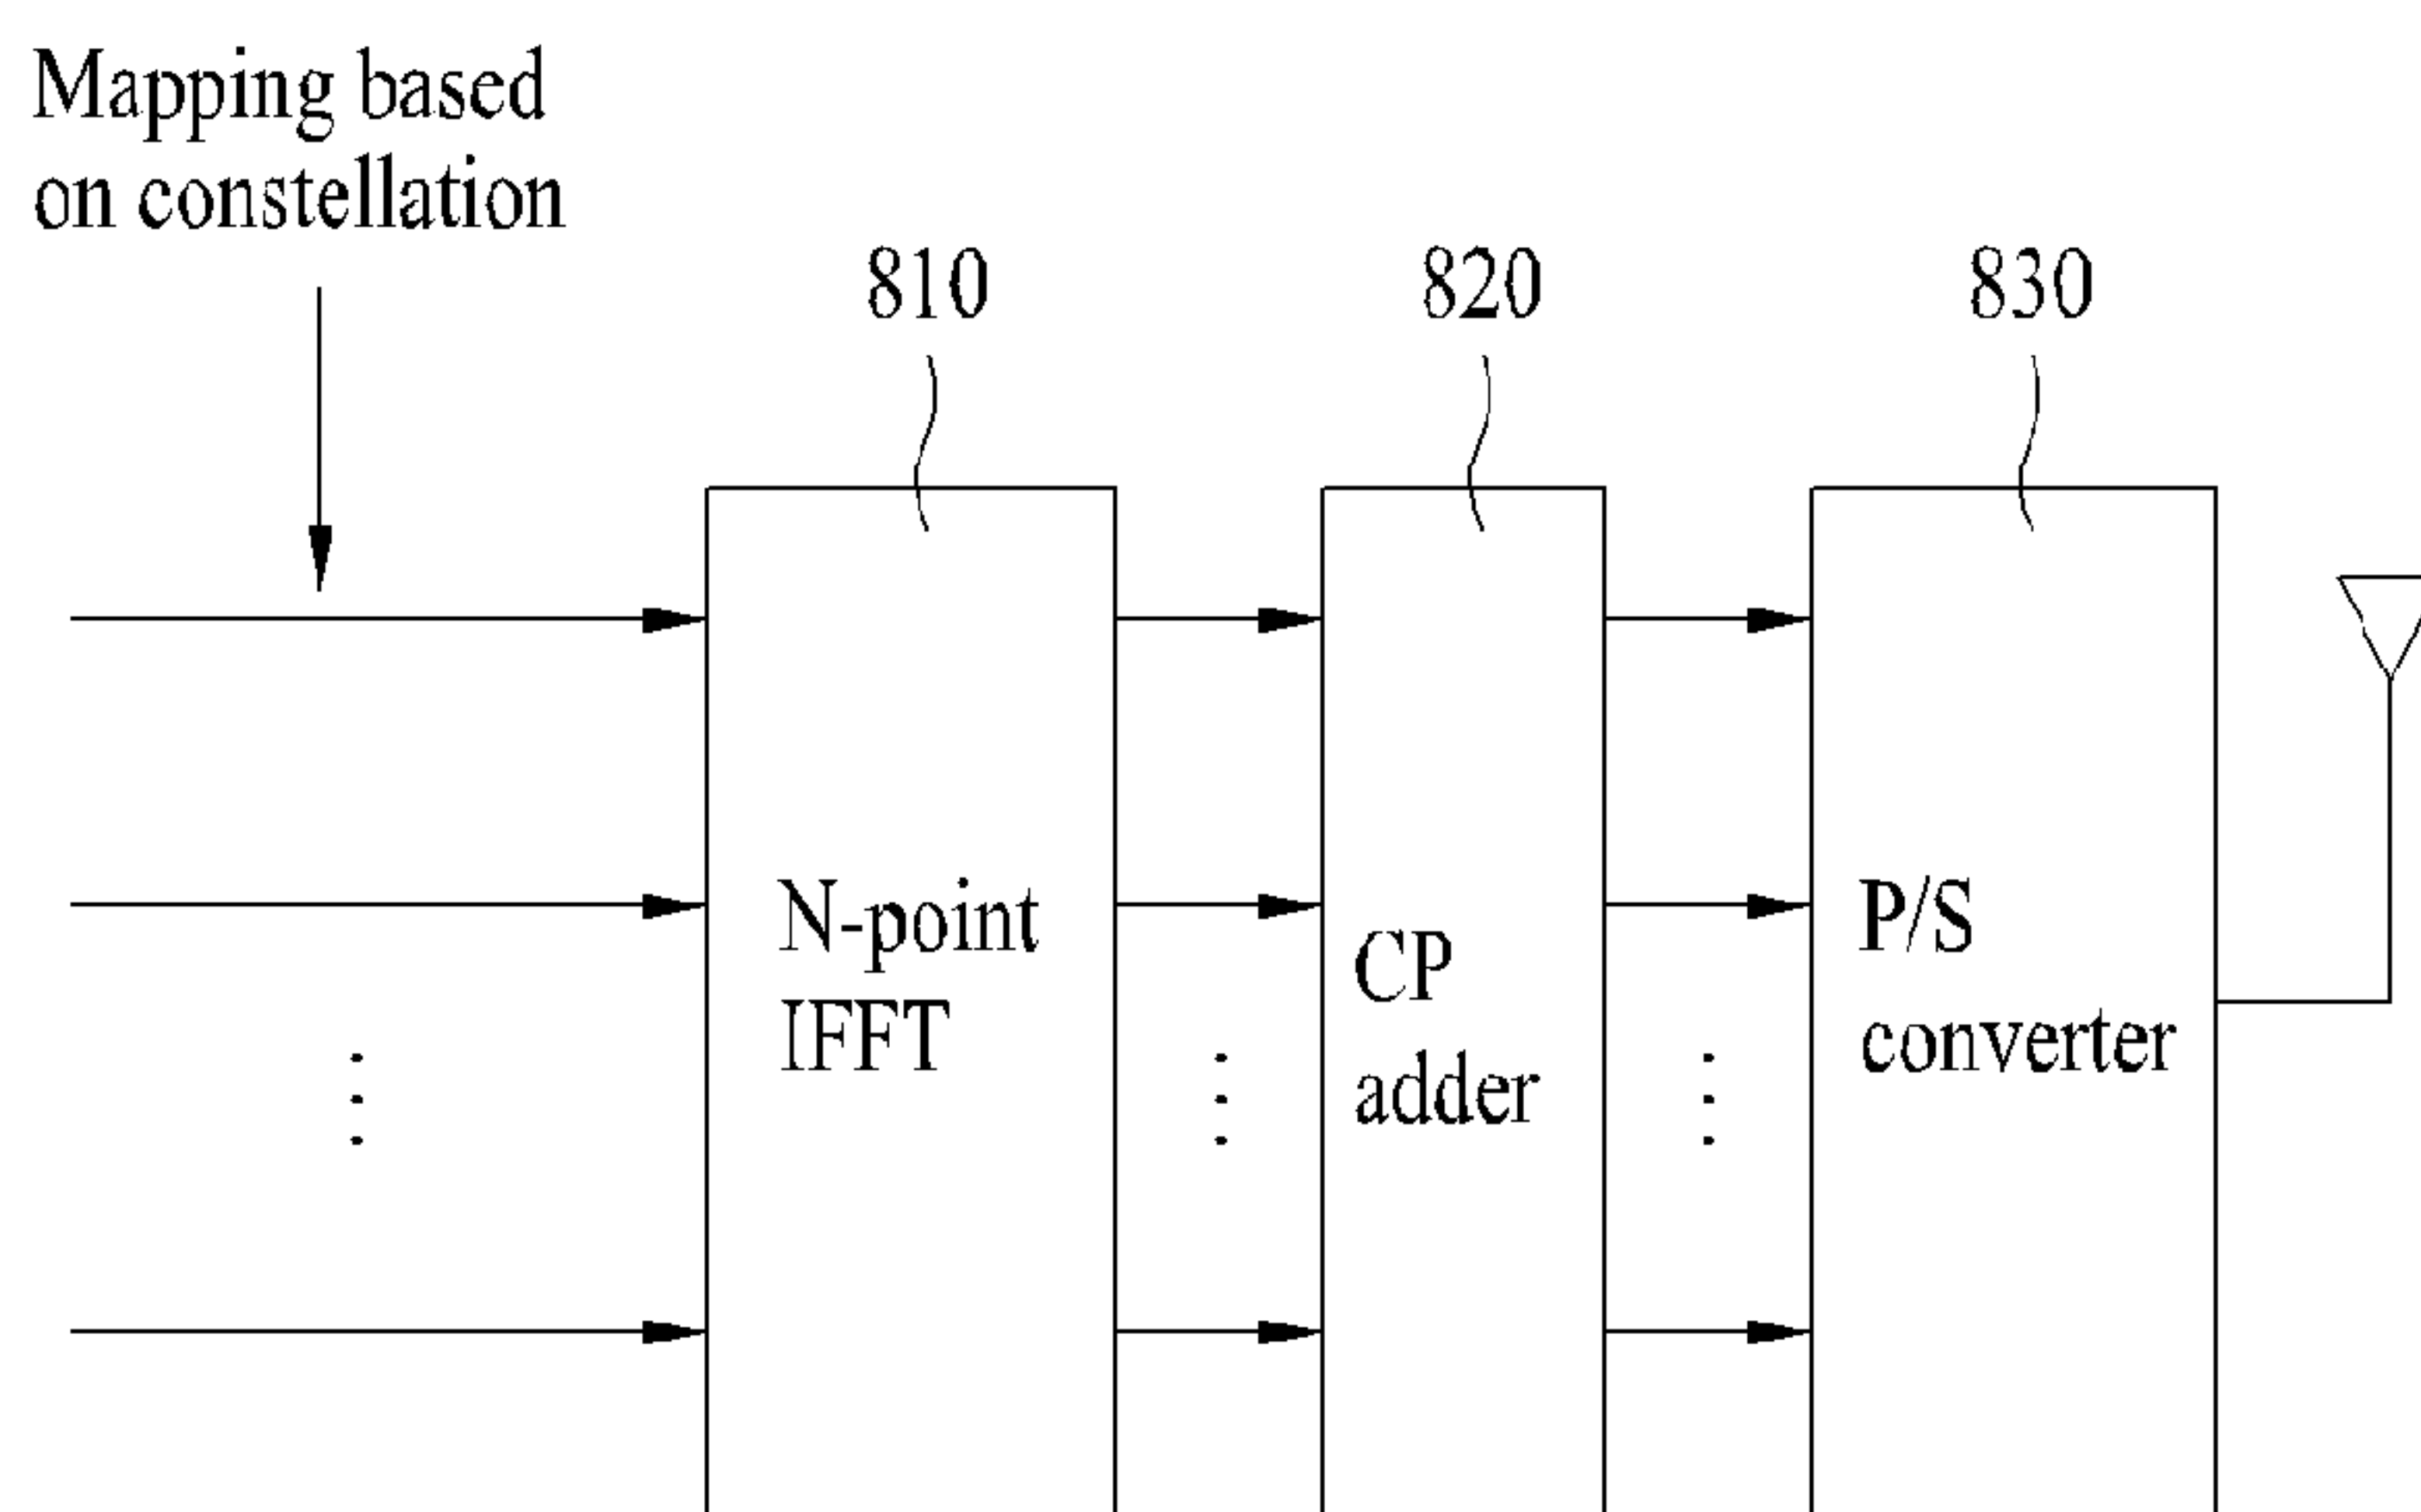 Mapping based
on constellation
810
820
830
N-point
IFFT
CP
adder
P/S
converter